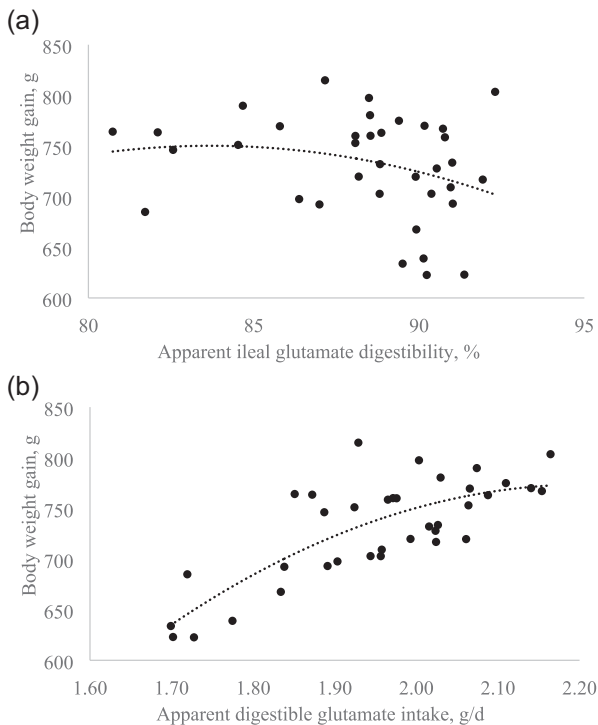 (a)
Body weight gain, g
850
800
750
700
650
600
80 85 90 95
Apparent ileal glutamate digestibility, %
(b)
Body weight gain, g
850
800
750
700
650
600
1.60 1.70 1.80 1.90 2.00 2.10 2.20
Apparent digestible glutamate intake, g/d